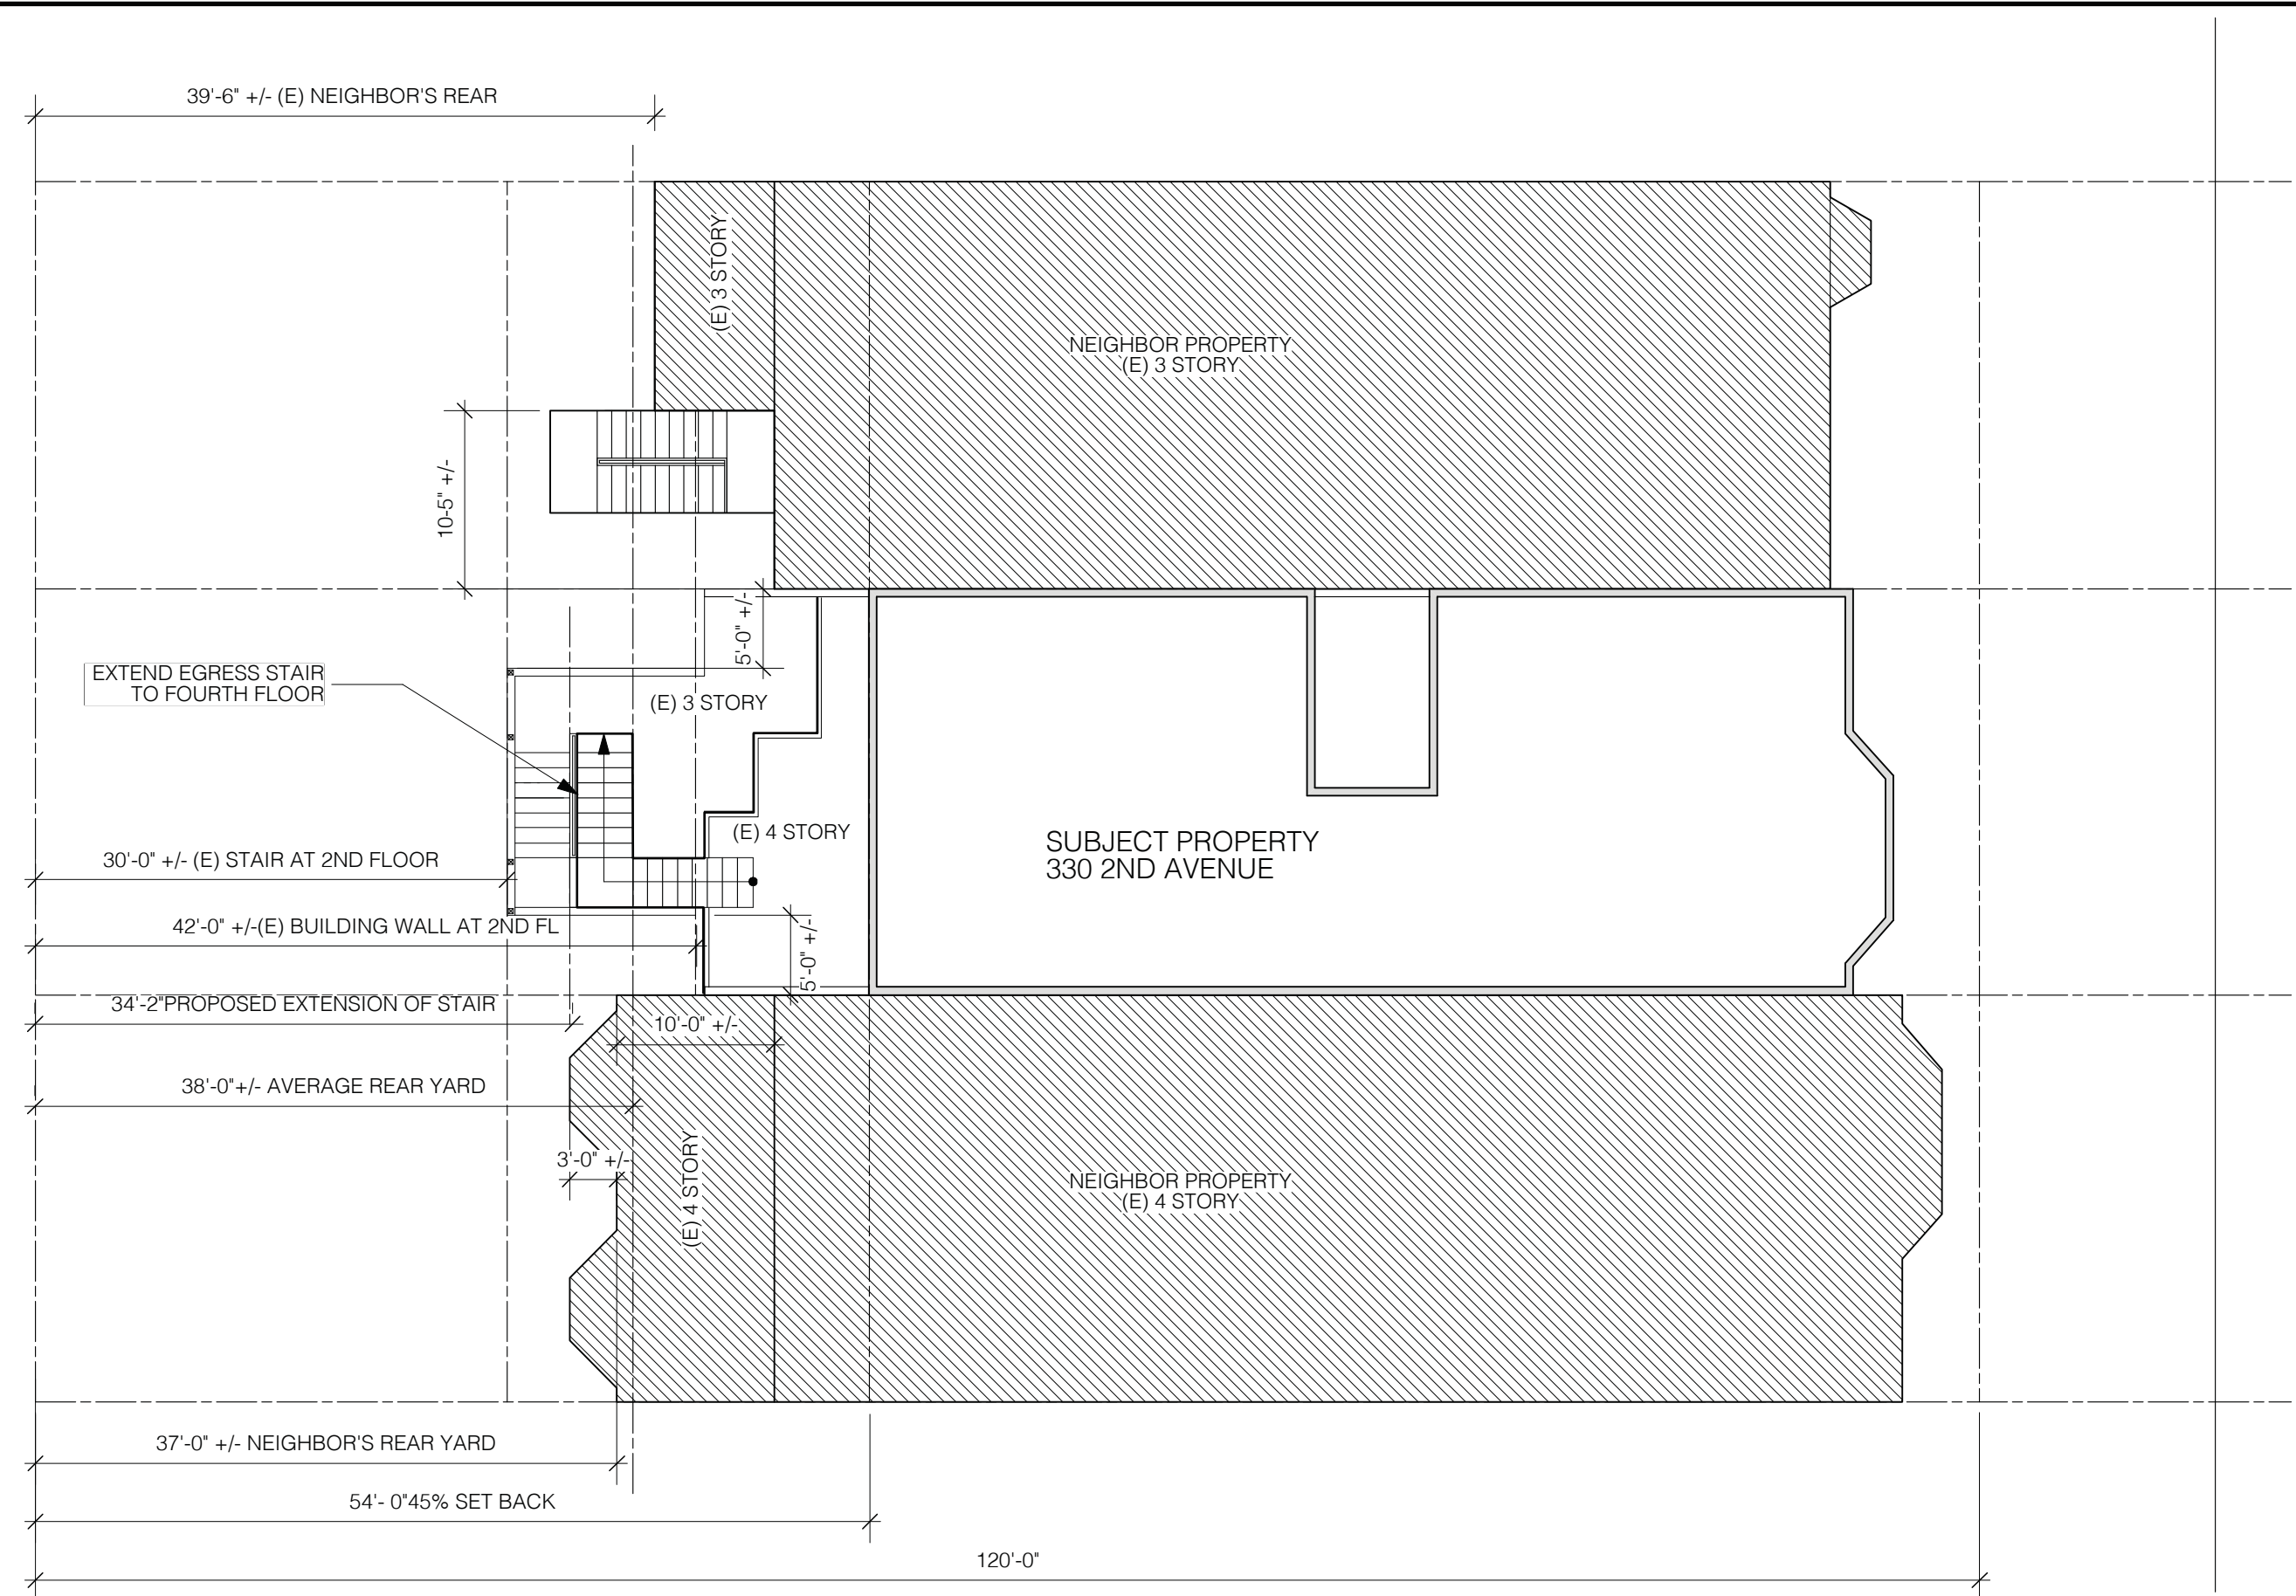 39'-6" +/- (E) NEIGHBOR'S REAR
(E) 3 STORY
NEIGHBOR PROPERTY
(E) 3 STORY
10-5" +/-
5'-0" +/-
EXTEND EGRESS STAIR
TO FOURTH FLOOR
(E) 3 STORY
(E) 4 STORY
SUBJECT PROPERTY
330 2ND AVENUE
30'-0" +/- (E) STAIR AT 2ND FLOOR
42'-0" +/-(E) BUILDING WALL AT 2ND FL
5'-0" +/-
34'-2"PROPOSED EXTENSION OF STAIR
10'-0" +/-
38'-0"+/- AVERAGE REAR YARD
3'-0" +/-
(E) 4 STORY
NEIGHBOR PROPERTY
(E) 4 STORY
37'-0" +/- NEIGHBOR'S REAR YARD
54'- 0"45% SET BACK
120'-0"